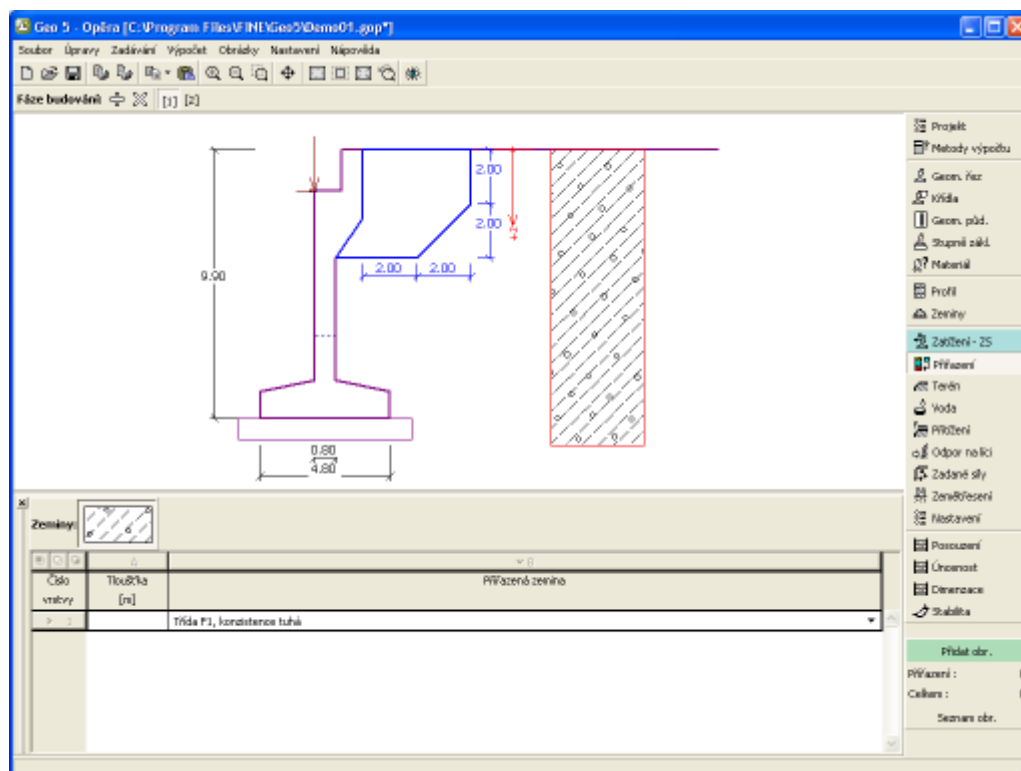 Geo 5 - Opěra [C:\Program Files\FINE\Geo5\Demo01.gop*]
Soubor Úpravy Zadávání Výpočet Obrázky Nastavení Nápověda
Fáze budování: [1] [2]
2.00
2.00
+z
2.00 2.00
9.90
0.80
4.80
Projekt
Metody výpočtu
Geom. řez
Křídla
Geom. půd.
Stupně zákl.
Materiál
Profil
Zeminy
Zatížení - ZS
Přiřazení
Terén
Voda
Přitížení
Odpor na líci
Zadané síly
Zemětřesení
Nastavení
Posouzení
Únosnost
Dimenzace
Stabilita
Přidat obr.
Přiřazení :
Celkem :
Seznam obr.
Zeminy:
Číslo vrstvy
Tloušťka [m]
Přiřazená zemina
1
Třída F1, konzistence tuhá